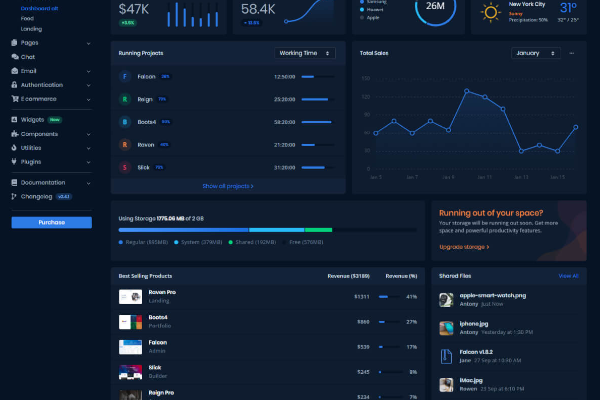 Dashboard alt
Feed
Landing
Pages
Chat
Email
Authentication
E commerce
Widgets New
Components
Utilities
Plugins
Documentation
Changelog v3.4.1
Purchase
$47K
+3.5%
58.4K
26M
Samsung
Huawei
Apple
New York City
Sunny
Precipitation: 50%
31°
32° / 25°
Running Projects
Working Time
Falcon
12:50:00
Reign
25:20:00
Boots4
58:20:00
Raven
21:20:00
Slick
31:20:00
Show all projects
Total Sales
January
150
120
90
60
30
0
Jan 5
Jan 7
Jan 9
Jan 11
Jan 13
Jan 15
Using Storage 1775.06 MB of 2 GB
Regular (895MB)
System (379MB)
Shared (192MB)
Free (576MB)
Running out of your space?
Your storage will be running out soon. Get more
space and powerful productivity features.
Upgrade storage
Best Selling Products
Revenue ($3189)
Revenue (%)
Raven Pro
Landing
$1311
41%
Boots4
Portfolio
$860
27%
Falcon
Admin
$539
17%
Slick
Builder
$245
8%
Reign Pro
$234
7%
Shared Files
View All
apple-smart-watch.png
Antony Just Now
iphone.jpg
Antony Yesterday at 1:30 PM
Falcon v1.8.2
Jane 27 Sep at 10:30 AM
iMac.jpg
Rowen 23 Sep at 6:10 PM